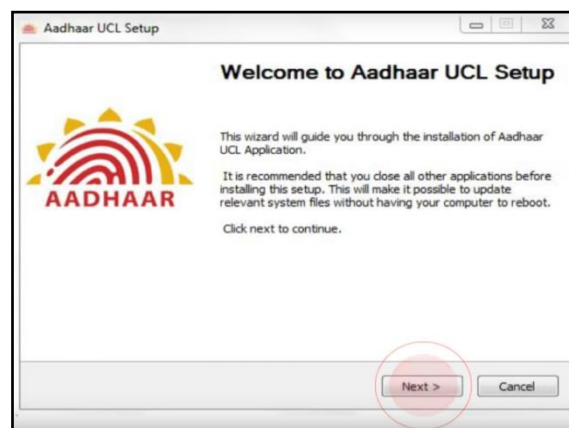 Aadhaar UCL Setup
Welcome to Aadhaar UCL Setup
This wizard will guide you through the installation of Aadhaar
UCL Application.
It is recommended that you close all other applications before
installing this setup. This will make it possible to update
relevant system files without having your computer to reboot.
Click next to continue.
AADHAAR
Next >
Cancel